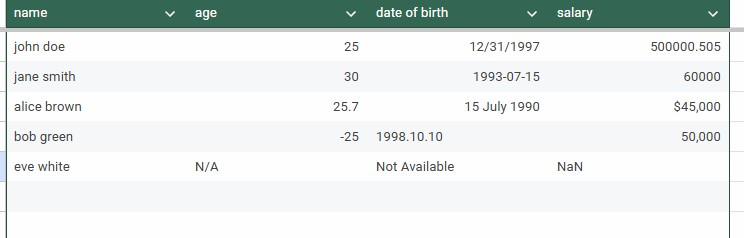 name age date of birth salary
john doe 25 12/31/1997 500000.505
jane smith 30 1993-07-15 60000
alice brown 25.7 15 July 1990 $45,000
bob green -25 1998.10.10 50,000
eve white N/A Not Available NaN